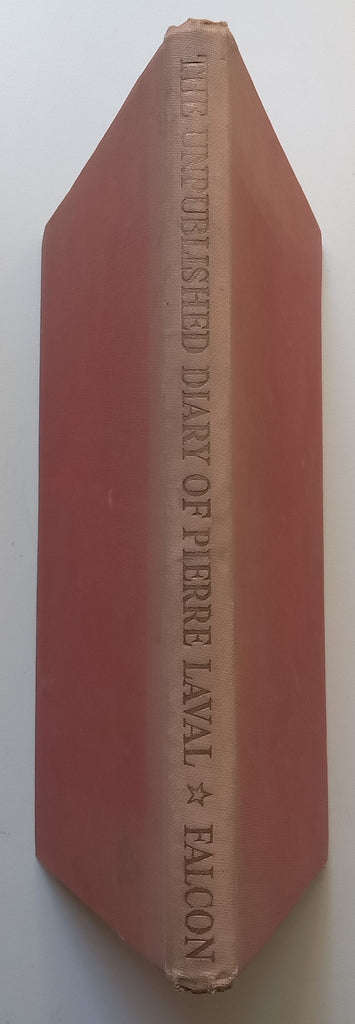 THE UNPUBLISHED DIARY OF PIERRE LAVAL ☆ FALCON